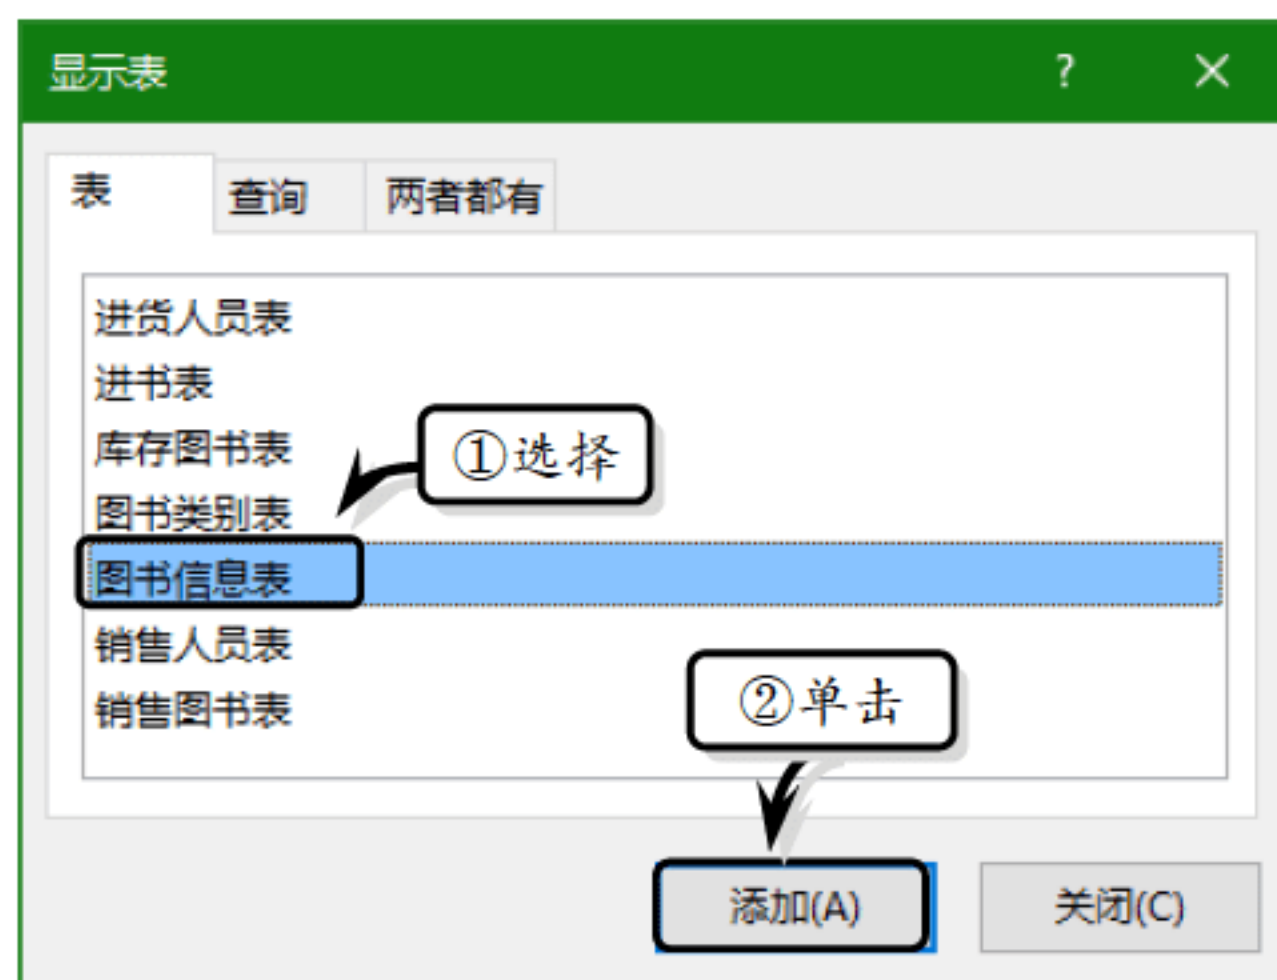 显示表
? ×
表 查询 两者都有
进货人员表
进书表
库存图书表
①选择
图书类别表
图书信息表
销售人员表
销售图书表
②单击
添加(A) 关闭(C)